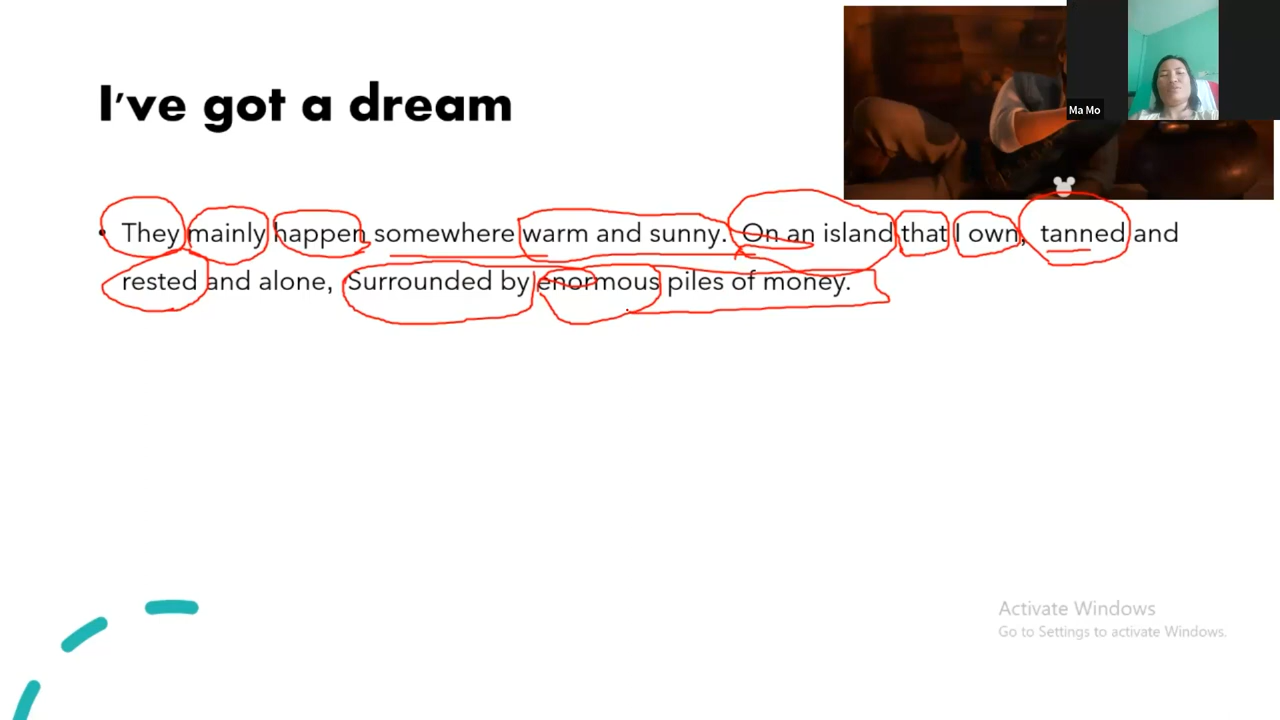 I've got a dream
Ma Mo
• They mainly happen somewhere warm and sunny. On an island that I own, tanned and
rested and alone, Surrounded by enormous piles of money.
Activate Windows
Go to Settings to activate Windows.